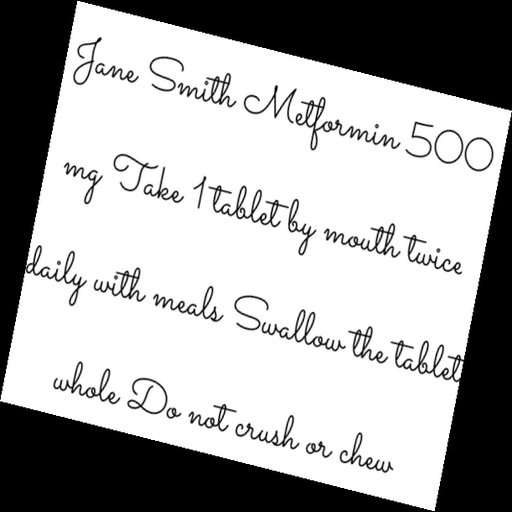 Jane Smith Metformin 500
mg Take 1 tablet by mouth twice
daily with meals Swallow the tablet
whole Do not crush or chew